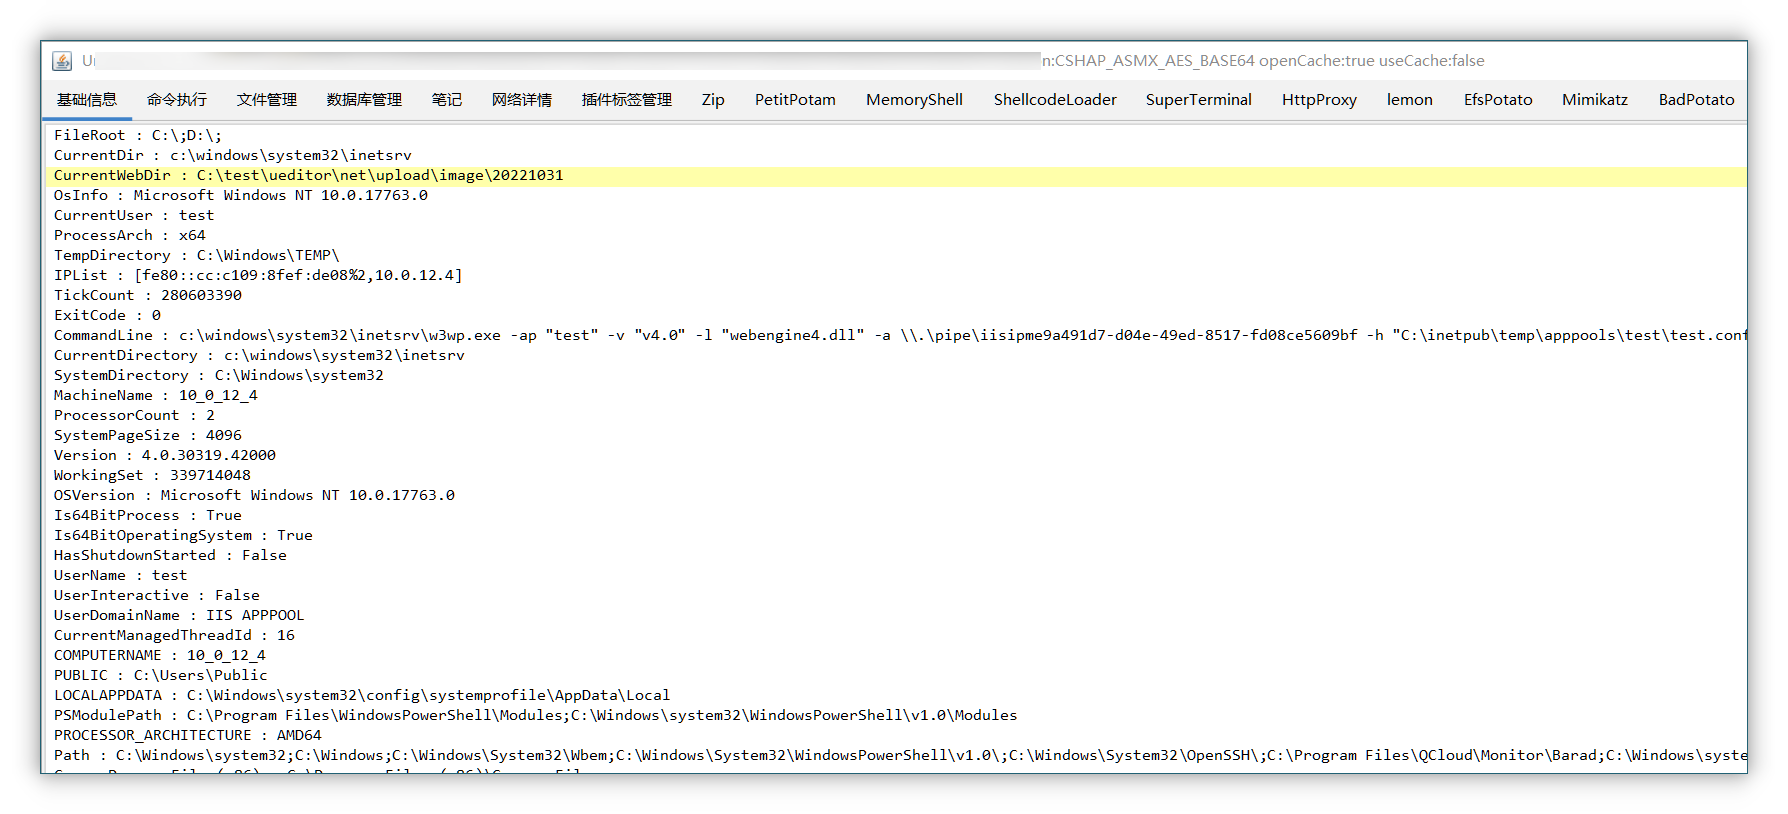 n:CSHAP_ASMX_AES_BASE64 openCache:true useCache:false
基础信息 命令执行 文件管理 数据库管理 笔记 网络详情 插件标签管理 Zip PetitPotam MemoryShell ShellcodeLoader SuperTerminal HttpProxy lemon EfsPotato Mimikatz BadPotato
FileRoot : C:\;D:\;
CurrentDir : c:\windows\system32\inetsrv
CurrentWebDir : C:\test\ueditor\net\upload\image\20221031
OsInfo : Microsoft Windows NT 10.0.17763.0
CurrentUser : test
ProcessArch : x64
TempDirectory : C:\Windows\TEMP\
IPList : [fe80::cc:c109:8fef:de08%2,10.0.12.4]
TickCount : 280603390
ExitCode : 0
CommandLine : c:\windows\system32\inetsrv\w3wp.exe -ap "test" -v "v4.0" -l "webengine4.dll" -a \\.\pipe\iisipme9a491d7-d04e-49ed-8517-fd08ce5609bf -h "C:\inetpub\temp\apppools\test\test.conf
CurrentDirectory : c:\windows\system32\inetsrv
SystemDirectory : C:\Windows\system32
MachineName : 10_0_12_4
ProcessorCount : 2
SystemPageSize : 4096
Version : 4.0.30319.42000
WorkingSet : 339714048
OSVersion : Microsoft Windows NT 10.0.17763.0
Is64BitProcess : True
Is64BitOperatingSystem : True
HasShutdownStarted : False
UserName : test
UserInteractive : False
UserDomainName : IIS APPPOOL
CurrentManagedThreadId : 16
COMPUTERNAME : 10_0_12_4
PUBLIC : C:\Users\Public
LOCALAPPDATA : C:\Windows\system32\config\systemprofile\AppData\Local
PSModulePath : C:\Program Files\WindowsPowerShell\Modules;C:\Windows\system32\WindowsPowerShell\v1.0\Modules
PROCESSOR_ARCHITECTURE : AMD64
Path : C:\Windows\system32;C:\Windows;C:\Windows\System32\Wbem;C:\Windows\System32\WindowsPowerShell\v1.0\;C:\Windows\System32\OpenSSH\;C:\Program Files\QCloud\Monitor\Barad;C:\Windows\syste